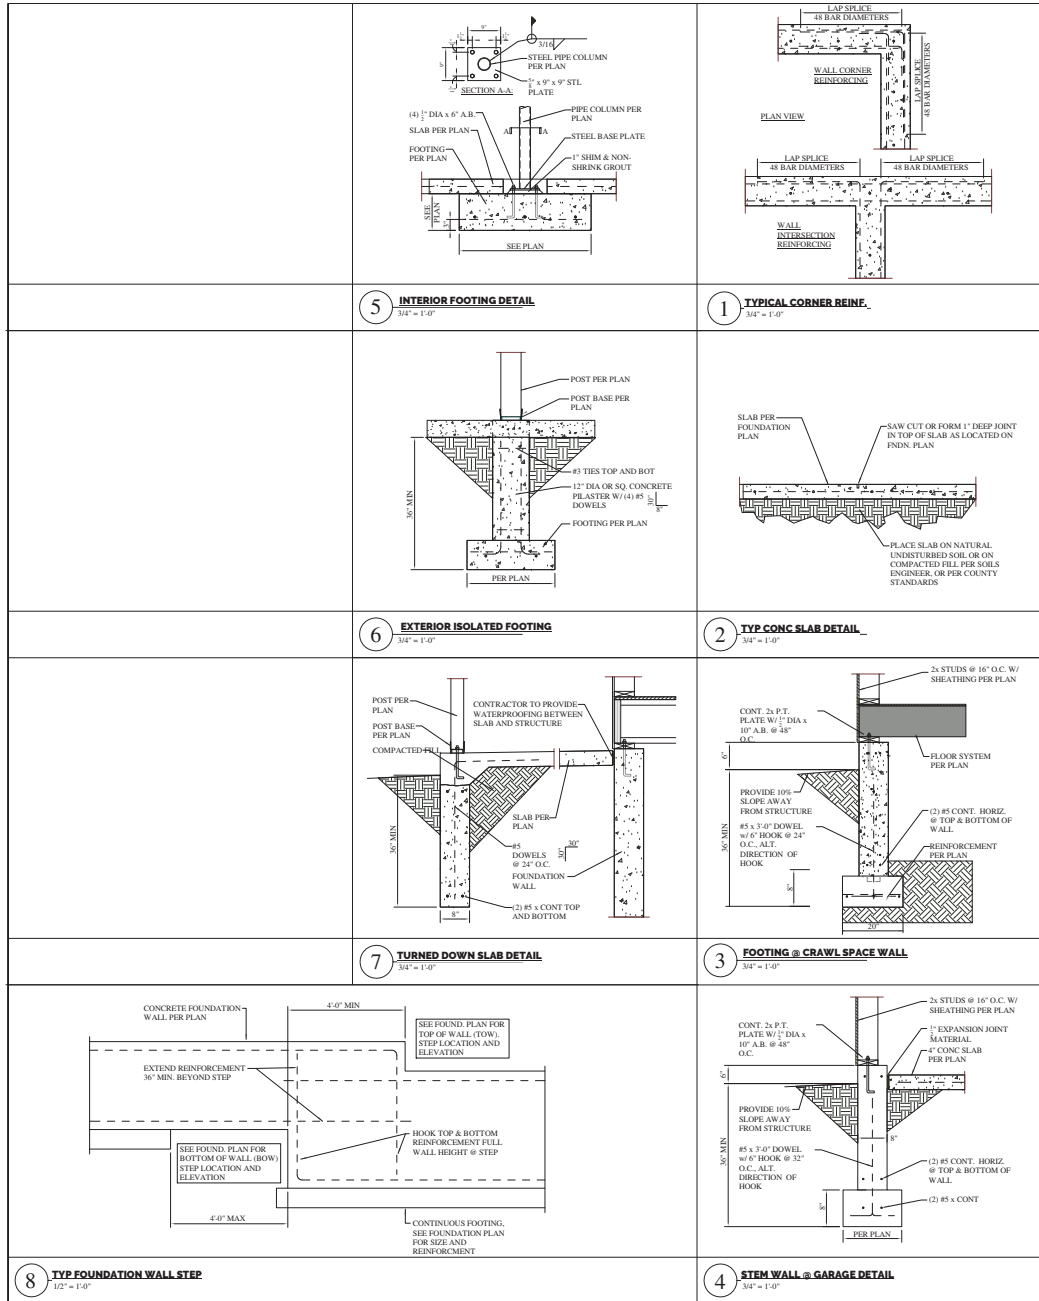 9"
3/16
9"
STEEL PIPE COLUMN
PER PLAN
5/8" x 9" x 9" STL
PLATE
SECTION A-A:
(4) 1/2" DIA x 6" A.B.
SLAB PER PLAN
FOOTING
PER PLAN
PIPE COLUMN PER
PLAN
A
A
STEEL BASE PLATE
1" SHIM & NON-
SHRINK GROUT
SEE
PLAN
3"
SEE PLAN
5
INTERIOR FOOTING DETAIL
3/4" = 1'-0"
LAP SPLICE
48 BAR DIAMETERS
WALL CORNER
REINFORCING
LAP SPLICE
48 BAR DIAMETERS
PLAN VIEW
LAP SPLICE
48 BAR DIAMETERS
LAP SPLICE
48 BAR DIAMETERS
WALL
INTERSECTION
REINFORCING
1
TYPICAL CORNER REINF.
3/4" = 1'-0"
POST PER PLAN
POST BASE PER
PLAN
#3 TIES TOP AND BOT
12" DIA OR SQ. CONCRETE
PILASTER W/ (4) #5
DOWELS
30"
8"
FOOTING PER PLAN
36" MIN
PER PLAN
6
EXTERIOR ISOLATED FOOTING
3/4" = 1'-0"
SLAB PER
FOUNDATION
PLAN
SAW CUT OR FORM 1" DEEP JOINT
IN TOP OF SLAB AS LOCATED ON
FNDN. PLAN
PLACE SLAB ON NATURAL
UNDISTURBED SOIL OR ON
COMPACTED FILL PER SOILS
ENGINEER, OR PER COUNTY
STANDARDS
2
TYP CONC SLAB DETAIL
3/4" = 1'-0"
POST PER
PLAN
POST BASE
PER PLAN
COMPACTED FILL
CONTRACTOR TO PROVIDE
WATERPROOFING BETWEEN
SLAB AND STRUCTURE
36" MIN
SLAB PER
PLAN
#5
DOWELS
@ 24" O.C.
30"
30"
FOUNDATION
WALL
(2) #5 x CONT TOP
AND BOTTOM
8"
7
TURNED DOWN SLAB DETAIL
3/4" = 1'-0"
2x STUDS @ 16" O.C. W/
SHEATHING PER PLAN
CONT. 2x P.T.
PLATE W/ 1/2" DIA x
10" A.B. @ 48"
O.C.
6"
FLOOR SYSTEM
PER PLAN
PROVIDE 10%
SLOPE AWAY
FROM STRUCTURE
36" MIN
#5 x 3'-0" DOWEL
w/ 6" HOOK @ 24"
O.C., ALT.
DIRECTION OF
HOOK
(2) #5 CONT. HORIZ.
@ TOP & BOTTOM OF
WALL
REINFORCEMENT
PER PLAN
8"
20"
3
FOOTING @ CRAWL SPACE WALL
3/4" = 1'-0"
CONCRETE FOUNDATION
WALL PER PLAN
4'-0" MIN
SEE FOUND. PLAN FOR
TOP OF WALL (TOW).
STEP LOCATION AND
ELEVATION
EXTEND REINFORCEMENT
36" MIN. BEYOND STEP
HOOK TOP & BOTTOM
REINFORCEMENT FULL
WALL HEIGHT @ STEP
SEE FOUND. PLAN FOR
BOTTOM OF WALL (BOW)
STEP LOCATION AND
ELEVATION
4'-0" MAX
CONTINUOUS FOOTING,
SEE FOUNDATION PLAN
FOR SIZE AND
REINFORCMENT
8
TYP FOUNDATION WALL STEP
1/2" = 1'-0"
2x STUDS @ 16" O.C. W/
SHEATHING PER PLAN
CONT. 2x P.T.
PLATE W/ 1/2" DIA x
10" A.B. @ 48"
O.C.
1/2" EXPANSION JOINT
MATERIAL
4" CONC SLAB
PER PLAN
6"
PROVIDE 10%
SLOPE AWAY
FROM STRUCTURE
8"
36" MIN
#5 x 3'-0" DOWEL
w/ 6" HOOK @ 32"
O.C., ALT.
DIRECTION OF
HOOK
(2) #5 CONT. HORIZ.
@ TOP & BOTTOM OF
WALL
(2) #5 x CONT
8"
PER PLAN
4
STEM WALL @ GARAGE DETAIL
3/4" = 1'-0"